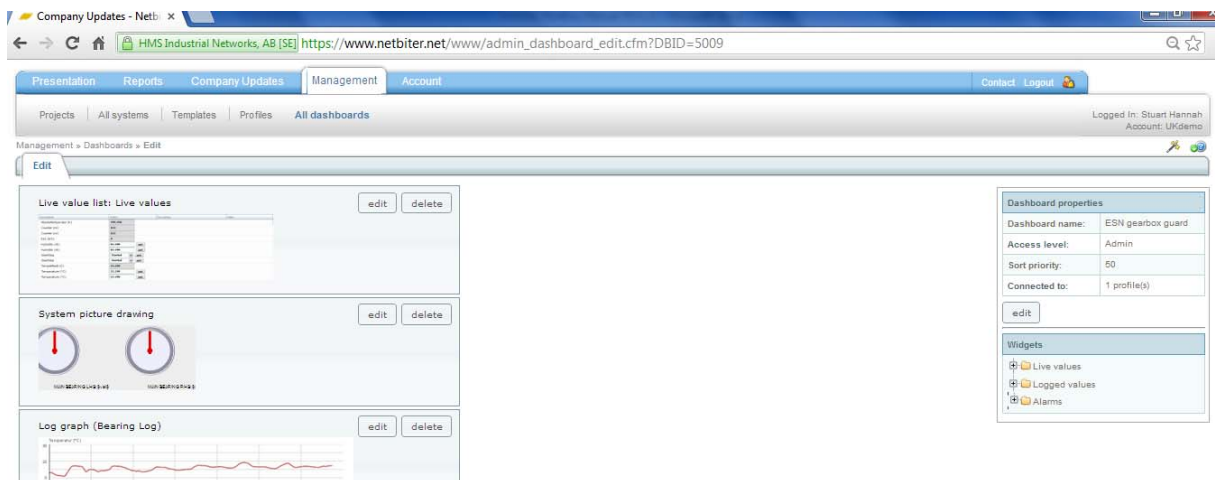 Company Updates - Netbi
HMS Industrial Networks, AB [SE] https://www.netbiter.net/www/admin_dashboard_edit.cfm?DBID=5009
Presentation Reports Company Updates Management Account Contact Logout
Projects All systems Templates Profiles All dashboards
Logged In: Stuart Hannah
Account: UKdemo
Management » Dashboards » Edit
Edit
Live value list: Live values edit delete
System picture drawing edit delete
Log graph (Bearing Log) edit delete
Temperatur (°C)
Dashboard properties
Dashboard name: ESN gearbox guard
Access level: Admin
Sort priority: 50
Connected to: 1 profile(s)
edit
Widgets
Live values
Logged values
Alarms